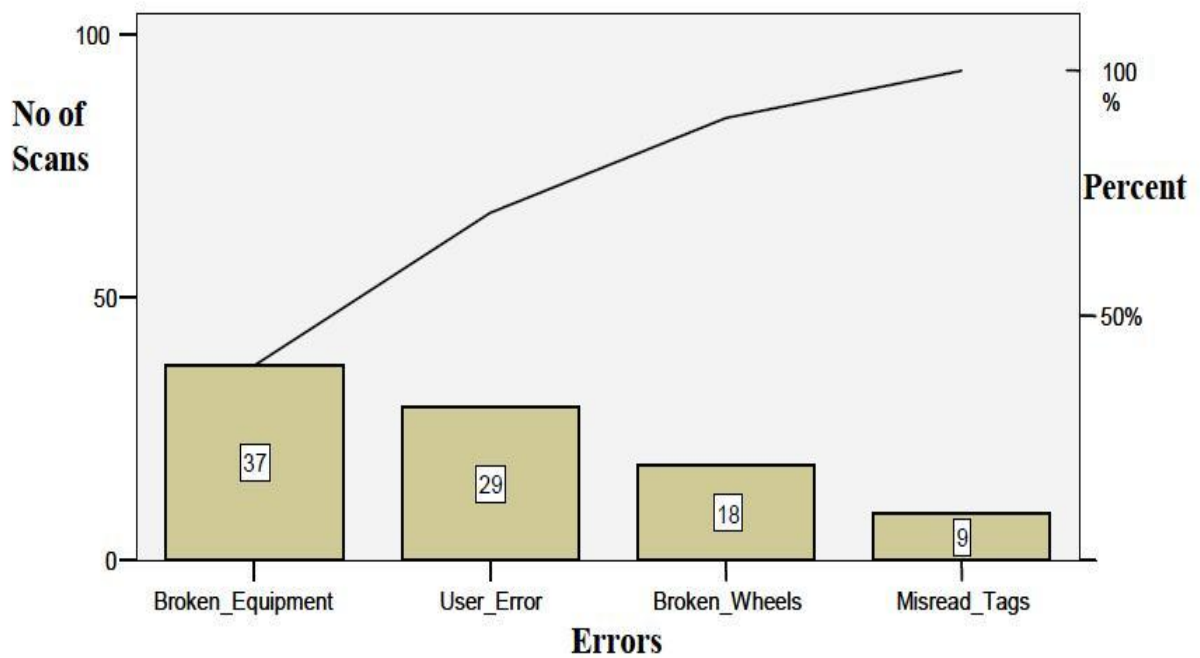 100
No of
Scans
50
0
37
29
18
9
100
%
Percent
50%
Broken_Equipment
User_Error
Broken_Wheels
Misread_Tags
Errors